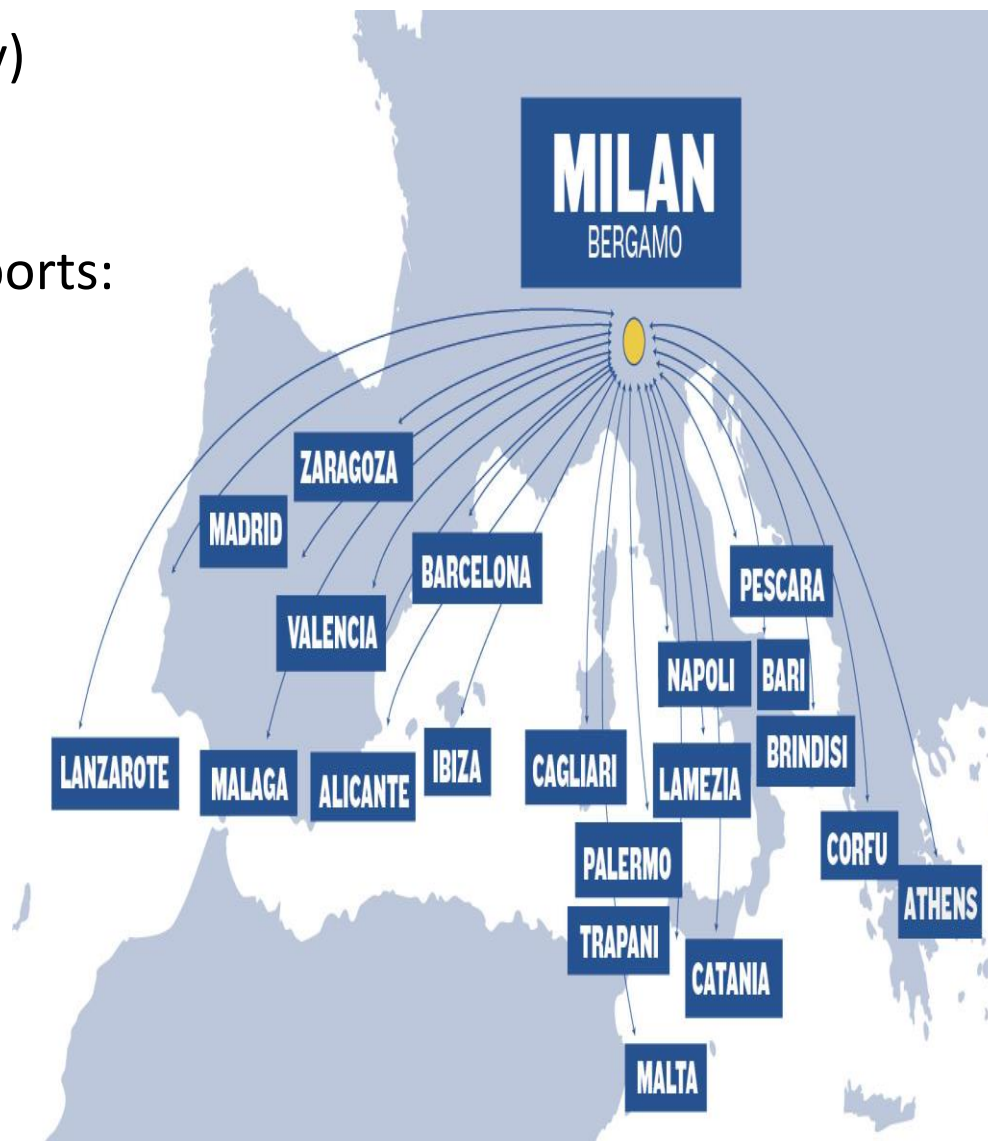 y)
ports:
MILAN
BERGAMO
ZARAGOZA
MADRID
BARCELONA
PESCARA
VALENCIA
NAPOLI
BARI
LANZAROTE
MALAGA
ALICANTE
IBIZA
CAGLIARI
LAMEZIA
BRINDISI
PALERMO
CORFU
ATHENS
TRAPANI
CATANIA
MALTA